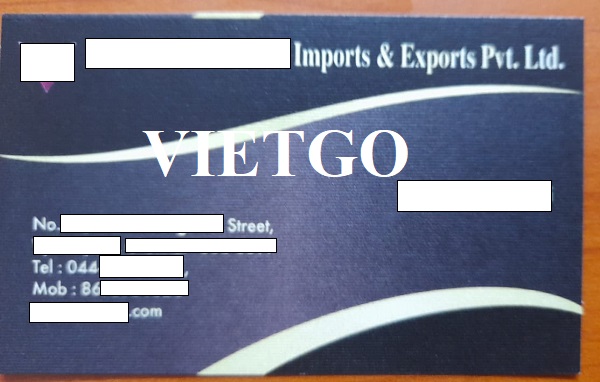 Imports & Exports Pvt. Ltd.
VIETGO
No. Street,
Tel : 044 ,
Mob : 86
.com